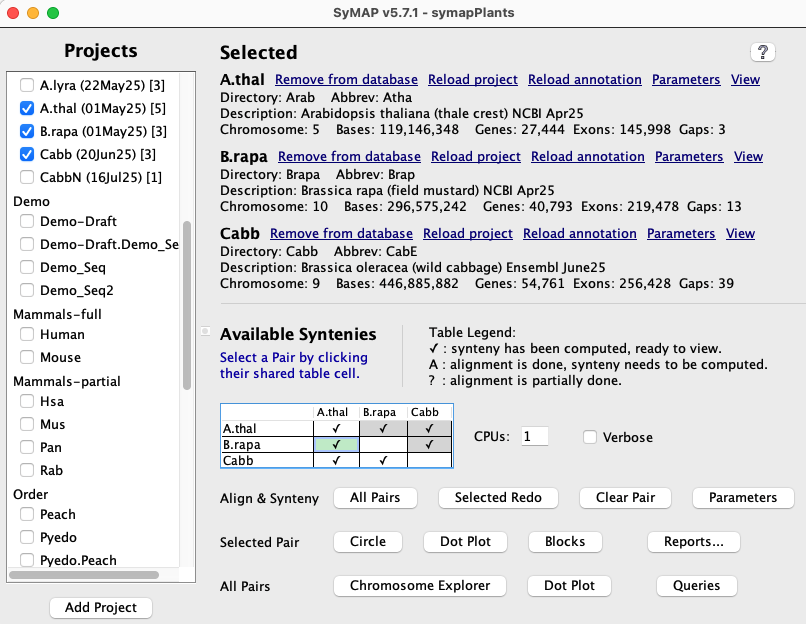 SyMAP v5.7.1 - symapPlants
Projects
A.lyra (22May25) [3]
A.thal (01May25) [5]
B.rapa (01May25) [3]
Cabb (20Jun25) [3]
CabbN (16Jul25) [1]
Demo
Demo-Draft
Demo-Draft.Demo_Se
Demo_Seq
Demo_Seq2
Mammals-full
Human
Mouse
Mammals-partial
Hsa
Mus
Pan
Rab
Order
Peach
Pyedo
Pyedo.Peach
Add Project
Selected
?
A.thal Remove from database Reload project Reload annotation Parameters View
Directory: Arab Abbrev: Atha
Description: Arabidopsis thaliana (thale crest) NCBI Apr25
Chromosome: 5 Bases: 119,146,348 Genes: 27,444 Exons: 145,998 Gaps: 3
B.rapa Remove from database Reload project Reload annotation Parameters View
Directory: Brapa Abbrev: Brap
Description: Brassica rapa (field mustard) NCBI Apr25
Chromosome: 10 Bases: 296,575,242 Genes: 40,793 Exons: 219,478 Gaps: 13
Cabb Remove from database Reload project Reload annotation Parameters View
Directory: Cabb Abbrev: CabE
Description: Brassica oleracea (wild cabbage) Ensembl June25
Chromosome: 9 Bases: 446,885,882 Genes: 54,761 Exons: 256,428 Gaps: 39
Available Syntenies
Select a Pair by clicking
their shared table cell.
Table Legend:
✓ : synteny has been computed, ready to view.
A : alignment is done, synteny needs to be computed.
? : alignment is partially done.
A.thal B.rapa Cabb
A.thal ✓ ✓ ✓
B.rapa ✓ ✓
Cabb ✓ ✓
CPUs: 1 Verbose
Align & Synteny All Pairs Selected Redo Clear Pair Parameters
Selected Pair Circle Dot Plot Blocks Reports...
All Pairs Chromosome Explorer Dot Plot Queries